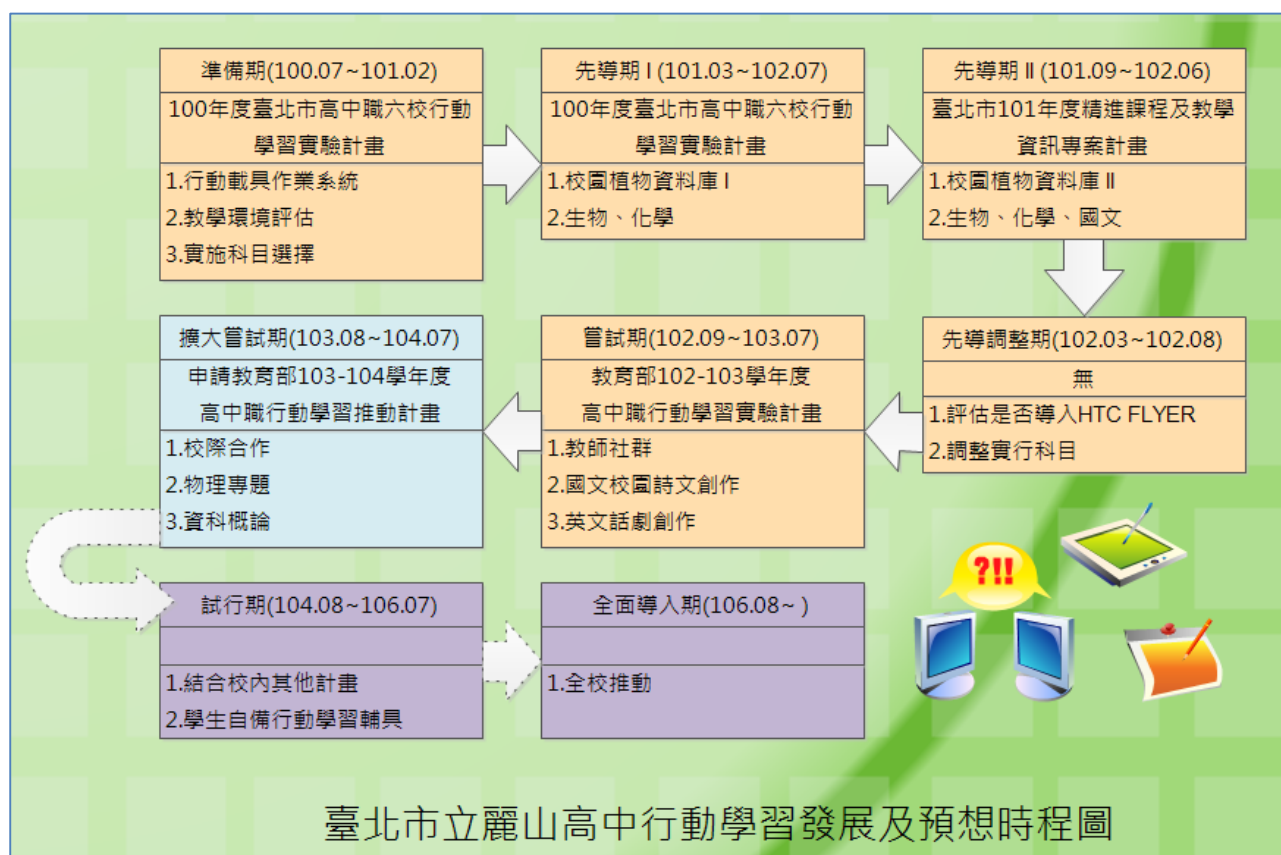 準備期(100.07~101.02)
100年度臺北市高中職六校行動
學習實驗計畫
1.行動載具作業系統
2.教學環境評估
3.實施科目選擇
先導期 I (101.03~102.07)
100年度臺北市高中職六校行動
學習實驗計畫
1.校園植物資料庫 I
2.生物、化學
先導期 II (101.09~102.06)
臺北市101年度精進課程及教學
資訊專案計畫
1.校園植物資料庫 II
2.生物、化學、國文
先導調整期(102.03~102.08)
無
1.評估是否導入HTC FLYER
2.調整實行科目
嘗試期(102.09~103.07)
教育部102-103學年度
高中職行動學習實驗計畫
1.教師社群
2.國文校園詩文創作
3.英文話劇創作
擴大嘗試期(103.08~104.07)
申請教育部103-104學年度
高中職行動學習推動計畫
1.校際合作
2.物理專題
3.資科概論
試行期(104.08~106.07)
1.結合校內其他計畫
2.學生自備行動學習輔具
全面導入期(106.08~ )
1.全校推動
?!!
臺北市立麗山高中行動學習發展及預想時程圖